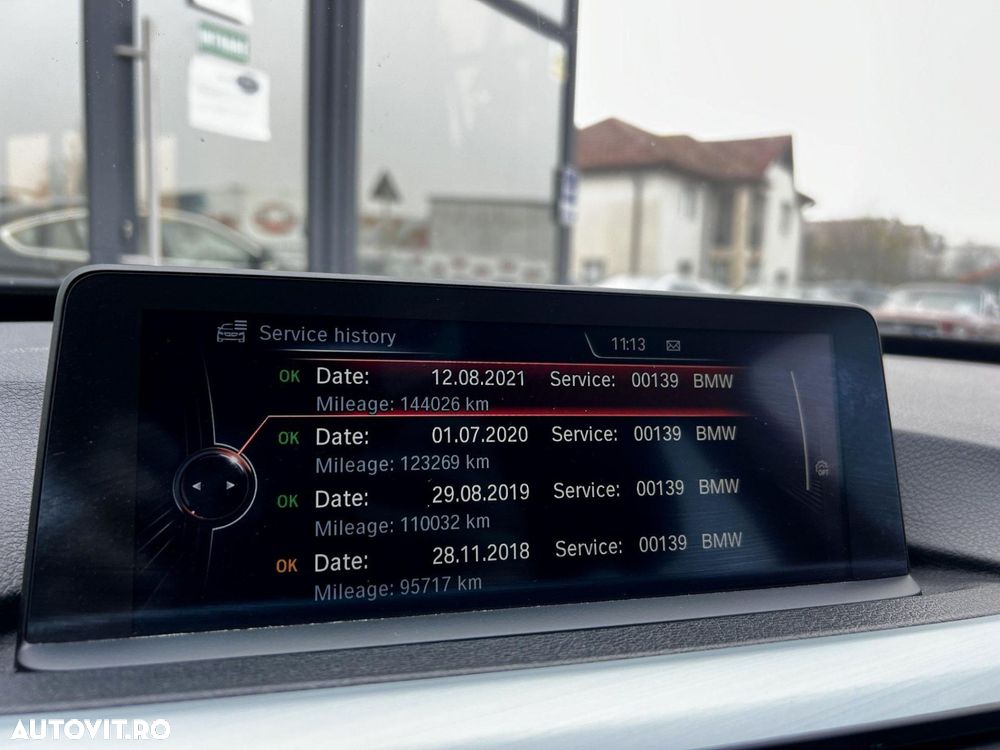 Service history
11:13
OK Date: 12.08.2021 Service: 00139 BMW
Mileage: 144026 km
OK Date: 01.07.2020 Service: 00139 BMW
Mileage: 123269 km
OK Date: 29.08.2019 Service: 00139 BMW
Mileage: 110032 km
OK Date: 28.11.2018 Service: 00139 BMW
Mileage: 95717 km
AUTOVIT.RO